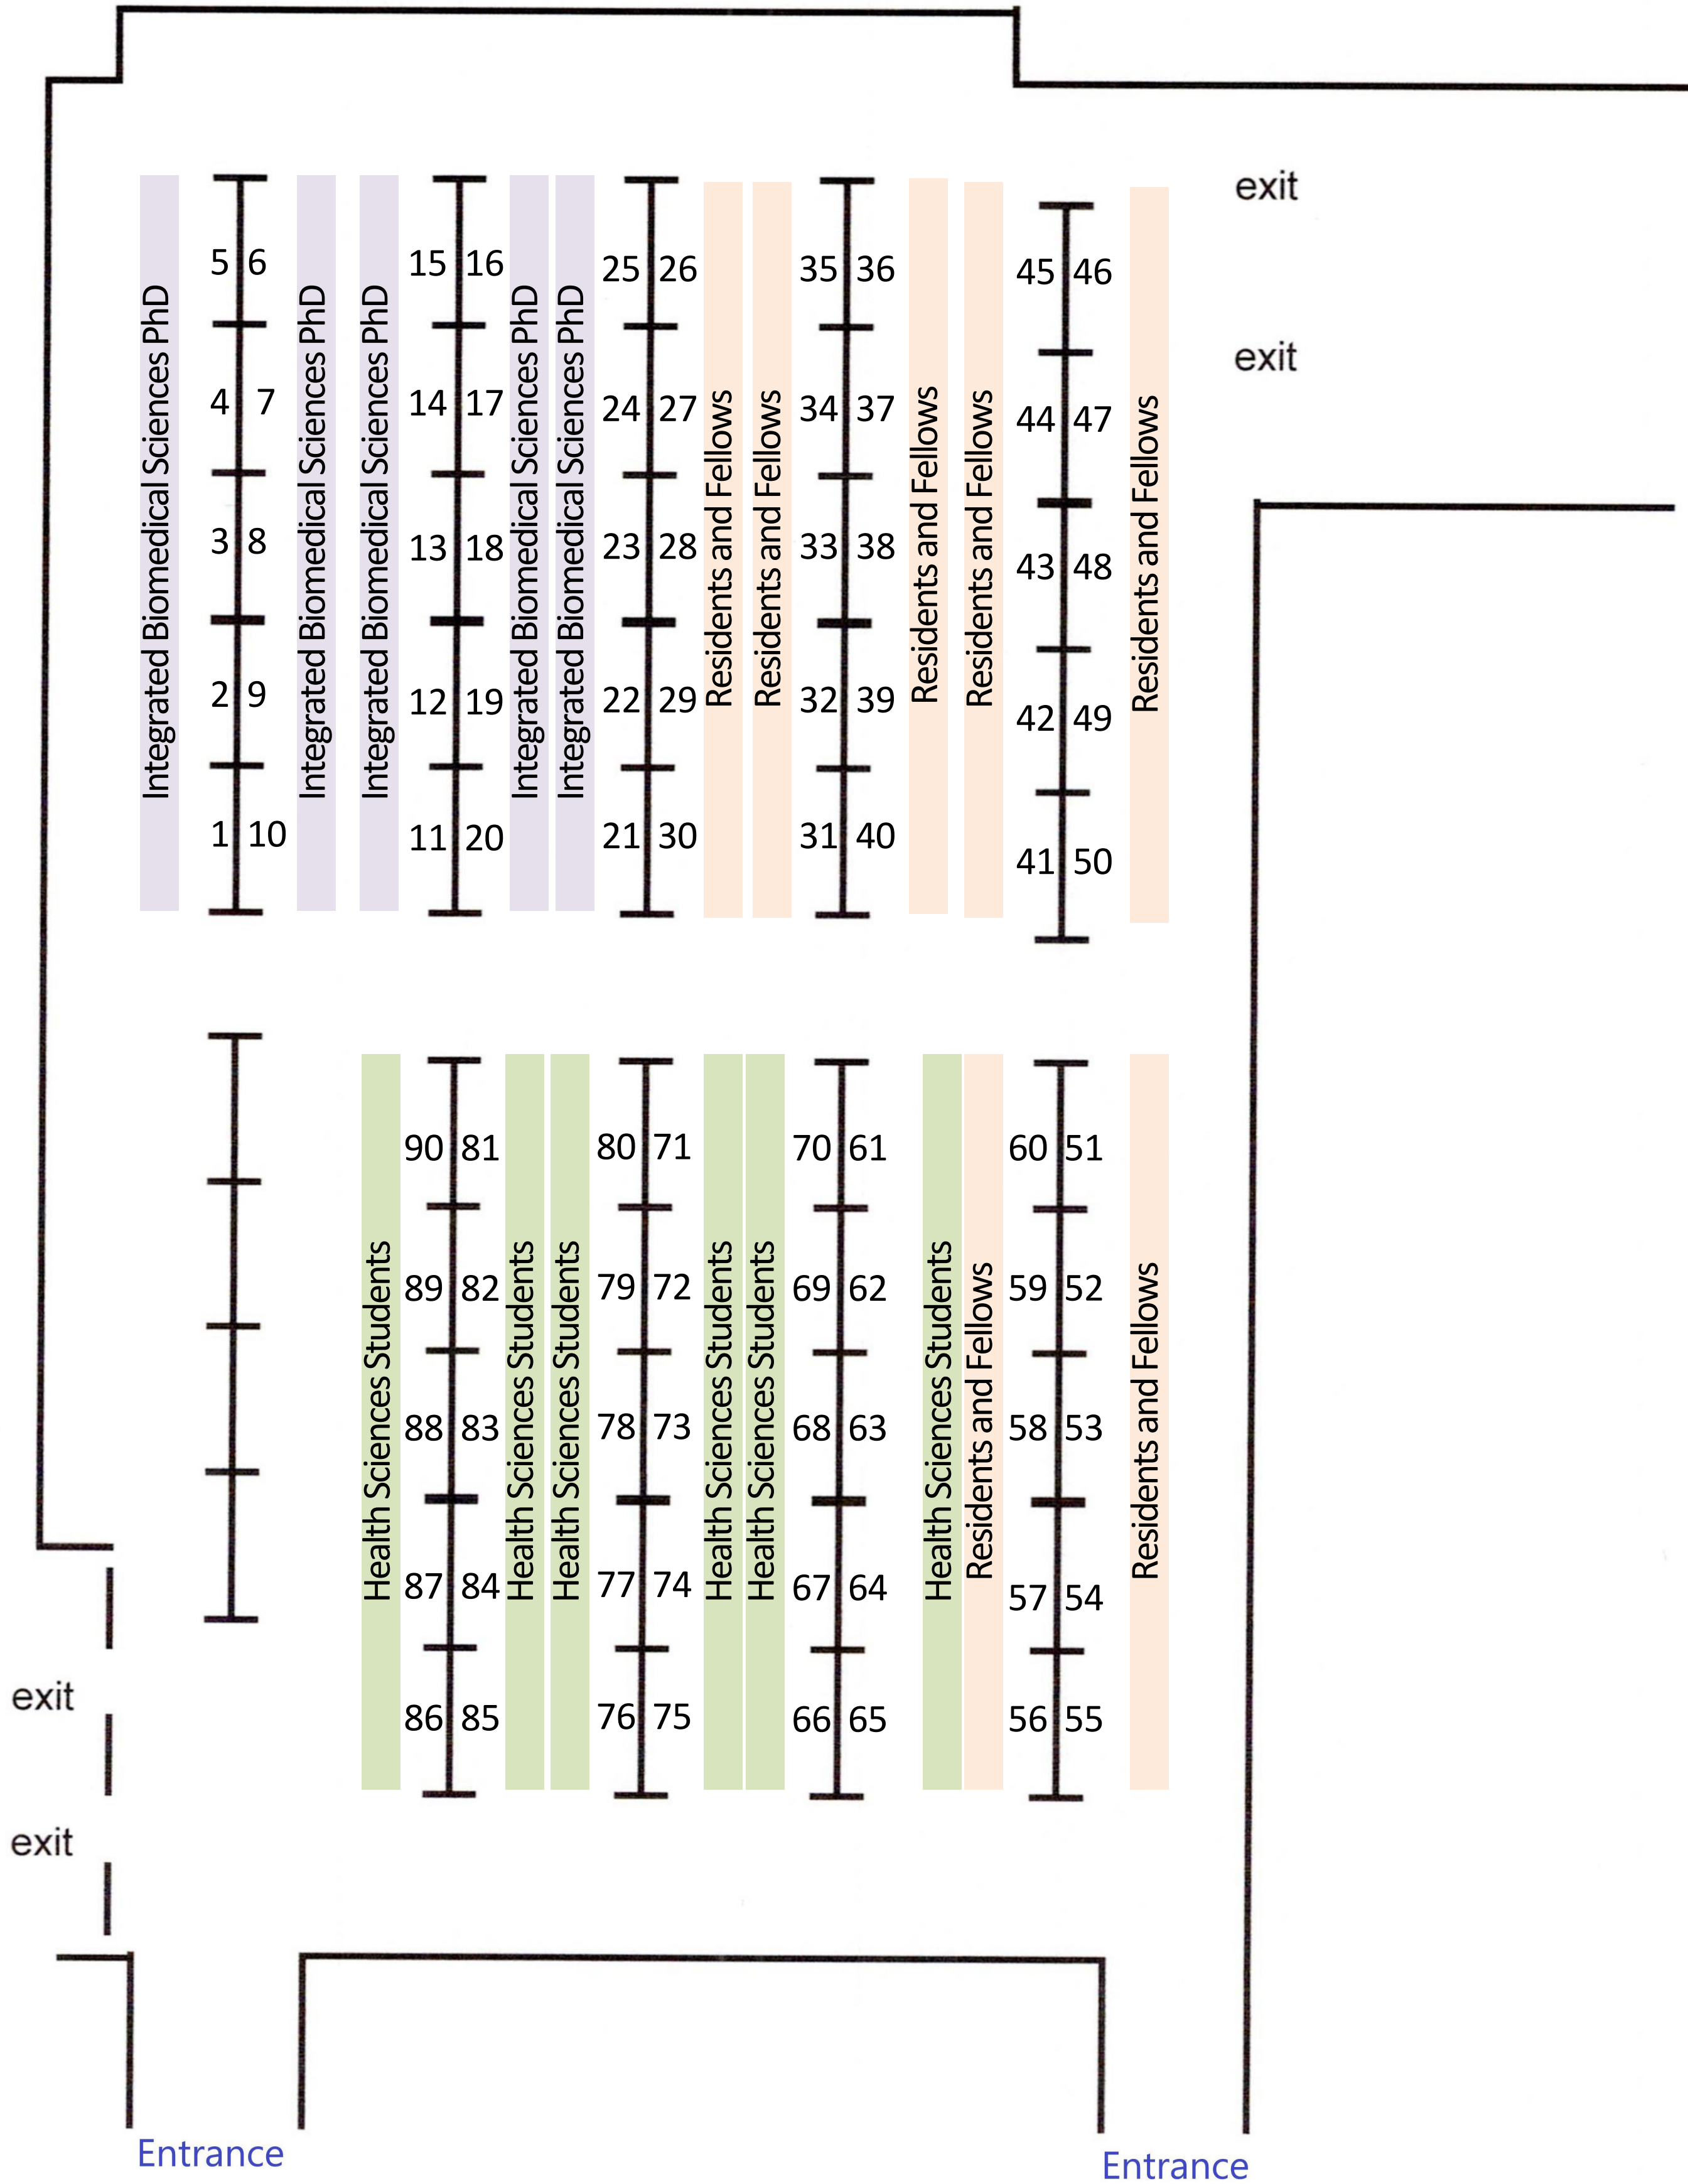 exit
exit
Integrated Biomedical Sciences PhD
5 6
4 7
3 8
2 9
1 10
Integrated Biomedical Sciences PhD
Integrated Biomedical Sciences PhD
15 16
14 17
13 18
12 19
11 20
Integrated Biomedical Sciences PhD
Integrated Biomedical Sciences PhD
25 26
24 27
23 28
22 29
21 30
Residents and Fellows
Residents and Fellows
35 36
34 37
33 38
32 39
31 40
Residents and Fellows
Residents and Fellows
45 46
44 47
43 48
42 49
41 50
Residents and Fellows
Health Sciences Students
90 81
89 82
88 83
87 84
86 85
Health Sciences Students
Health Sciences Students
80 71
79 72
78 73
77 74
76 75
Health Sciences Students
Health Sciences Students
70 61
69 62
68 63
67 64
66 65
Health Sciences Students
Residents and Fellows
60 51
59 52
58 53
57 54
56 55
Residents and Fellows
exit
exit
Entrance
Entrance